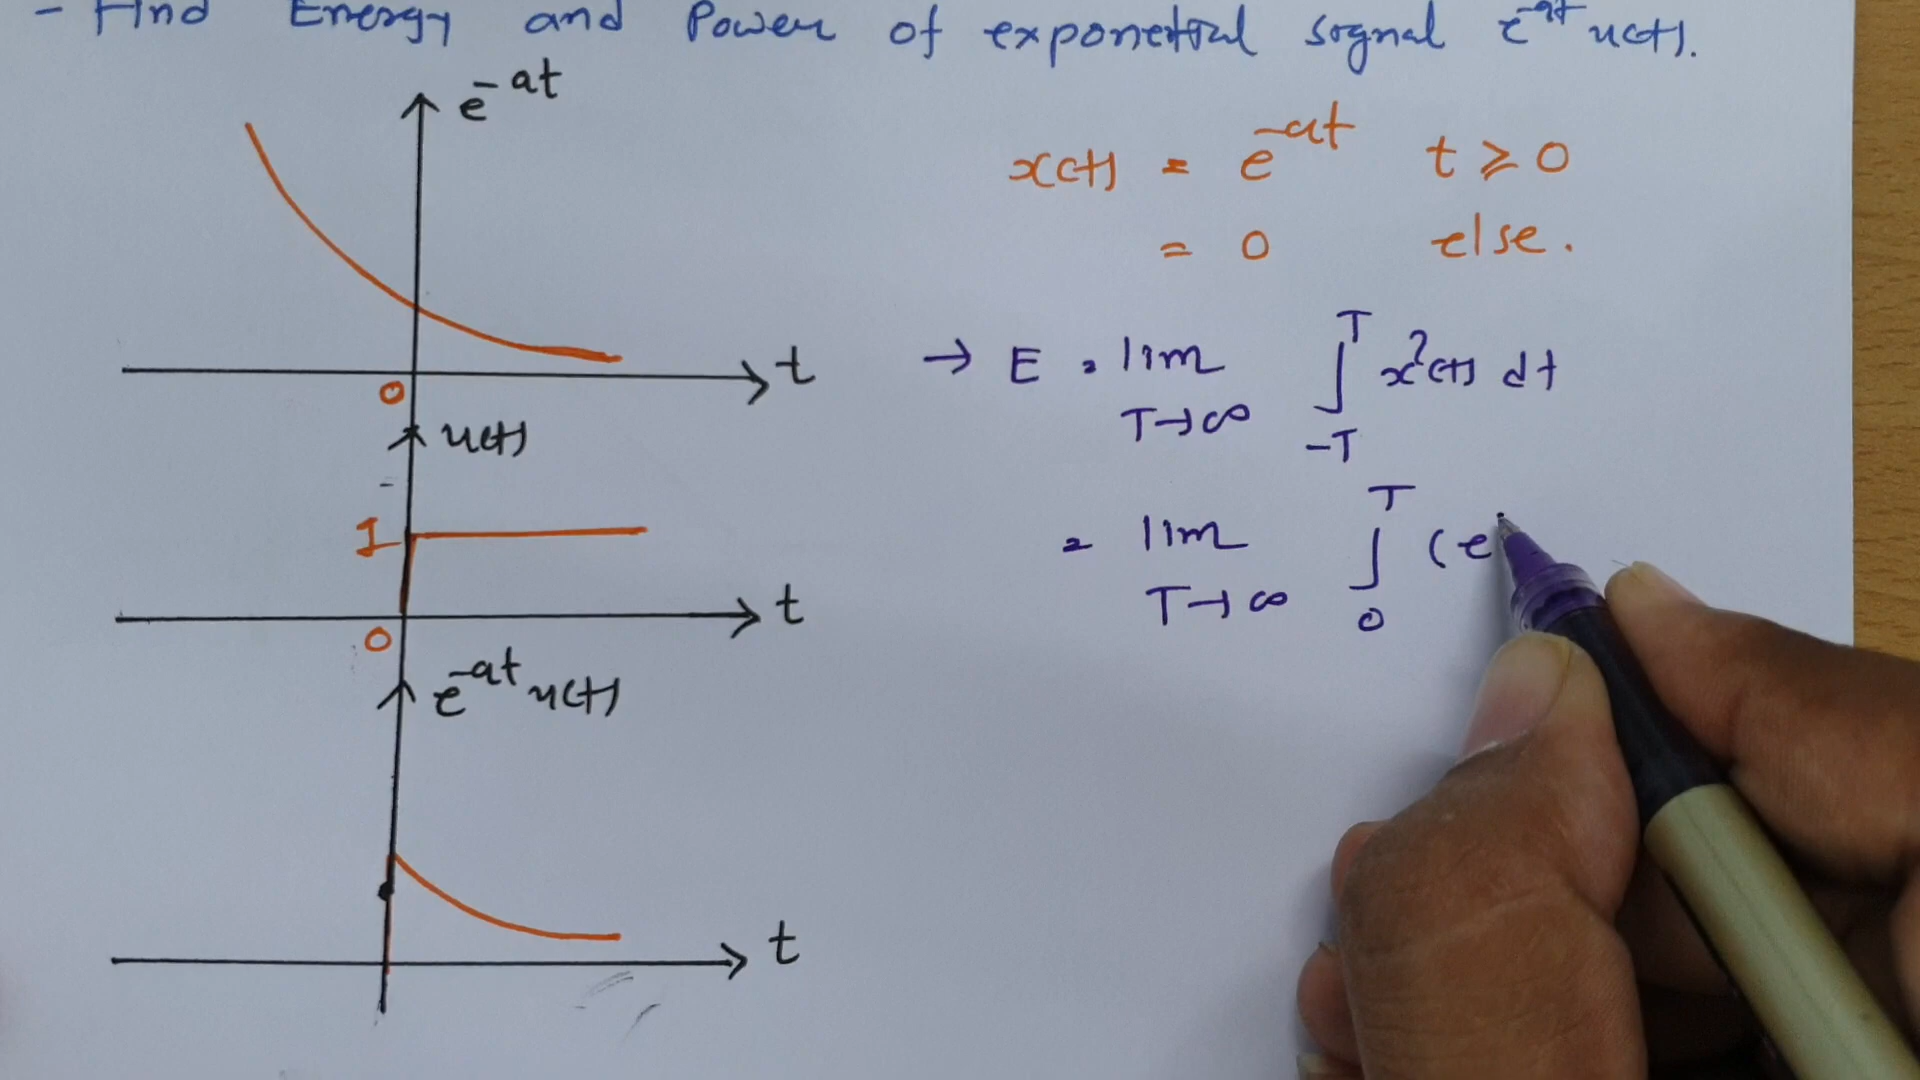 - Find Energy and Power of exponential signal e^-at u(t).
e^-at
x(t) = e^-at t ≥ 0
= 0 else.
t
0
→ E = lim T→∞ ∫ -T T x²(t) dt
u(t)
1
= lim T→∞ ∫ 0 T (e
t
0
e^-at u(t)
t